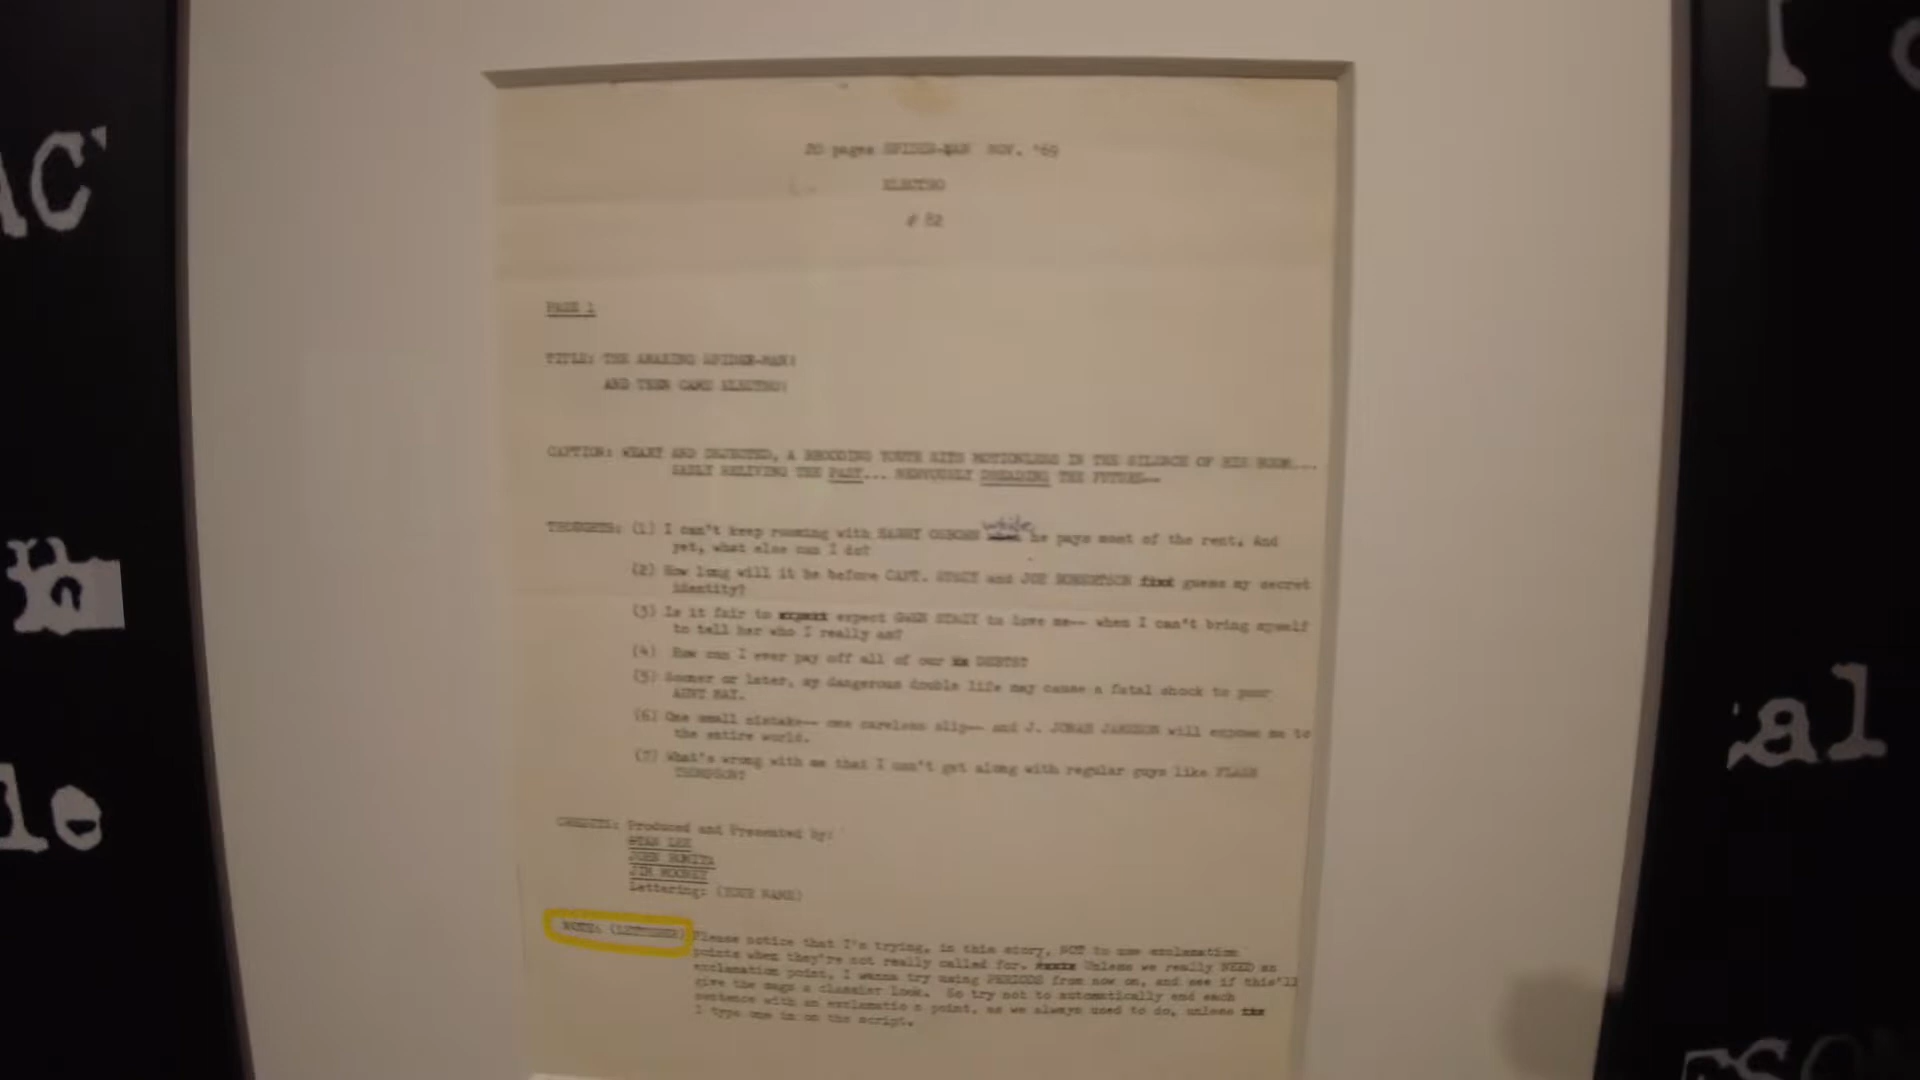 AC
20 pages SPIDER-MAN NOV. '69
ELECTRO
# 82
PAGE 1
TITLE: THE AMAZING SPIDER-MAN!
AND THEN CAME ELECTRO!
CAPTION: WEARY AND DEJECTED, A BROODING YOUTH SITS MOTIONLESS IN THE SILENCE OF HIS ROOM....
SADLY RELIVING THE PAST... NERVOUSLY DREADING THE FUTURE--
THOUGHTS: (1) I can't keep rooming with HARRY OSBORN while he pays most of the rent. And
yet, what else can I do?
(2) How long will it be before CAPT. STACY and JOE ROBERTSON guess my secret
identity?
(3) Is it fair to expect GWEN STACY to love me-- when I can't bring myself
to tell her who I really am?
(4) How can I ever pay off all of our DEBTS?
(5) Sooner or later, my dangerous double life may cause a fatal shock to poor
AUNT MAY.
(6) One small mistake-- one careless slip-- and J. JONAH JAMESON will expose me to
the entire world.
(7) What's wrong with me that I can't get along with regular guys like FLASH
THOMPSON?
CREDITS: Produced and Presented by:
STAN LEE
JOHN ROMITA
JIM MOONEY
Lettering: (YOUR NAME)
NOTE: (LETTERER) Please notice that I'm trying, in this story, NOT to use exclamation
points when they're not really called for. Unless we really NEED an
exclamation point, I wanna try using PERIODS from now on, and see if this'll
give the mags a classier look. So try not to automatically end each
sentence with an exclamatio n point, as we always used to do, unless
I type one in on the script.
le
al